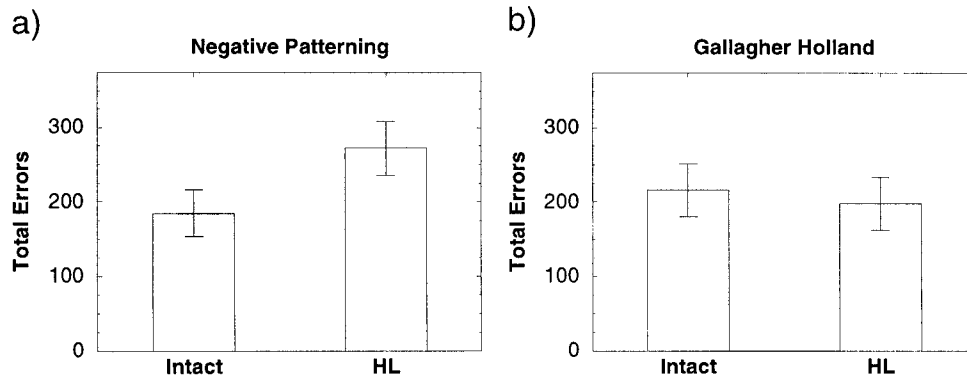 a)
Negative Patterning
Total Errors
300
200
100
0
Intact HL
b)
Gallagher Holland
Total Errors
300
200
100
0
Intact HL